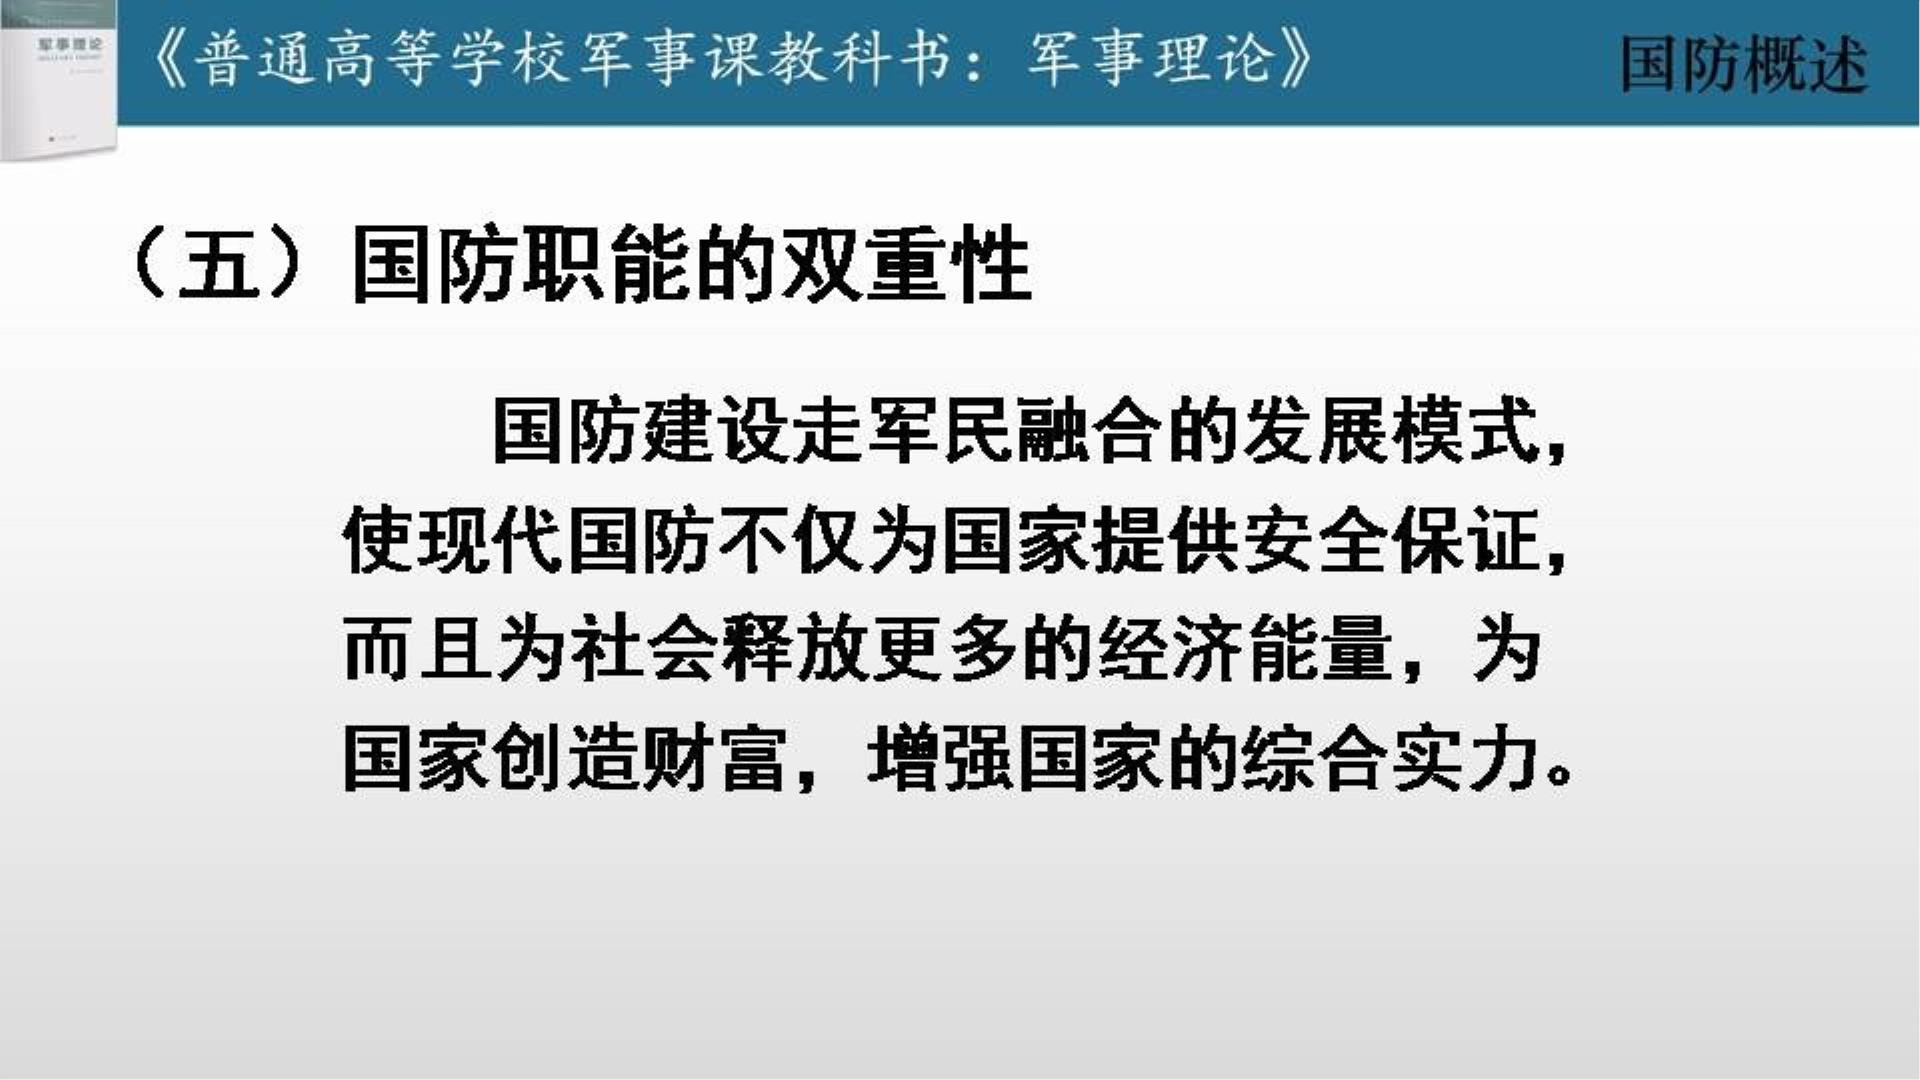 军事理论
《普通高等学校军事课教科书：军事理论》
国防概述
（五）国防职能的双重性
国防建设走军民融合的发展模式，
使现代国防不仅为国家提供安全保证，
而且为社会释放更多的经济能量，为
国家创造财富，增强国家的综合实力。